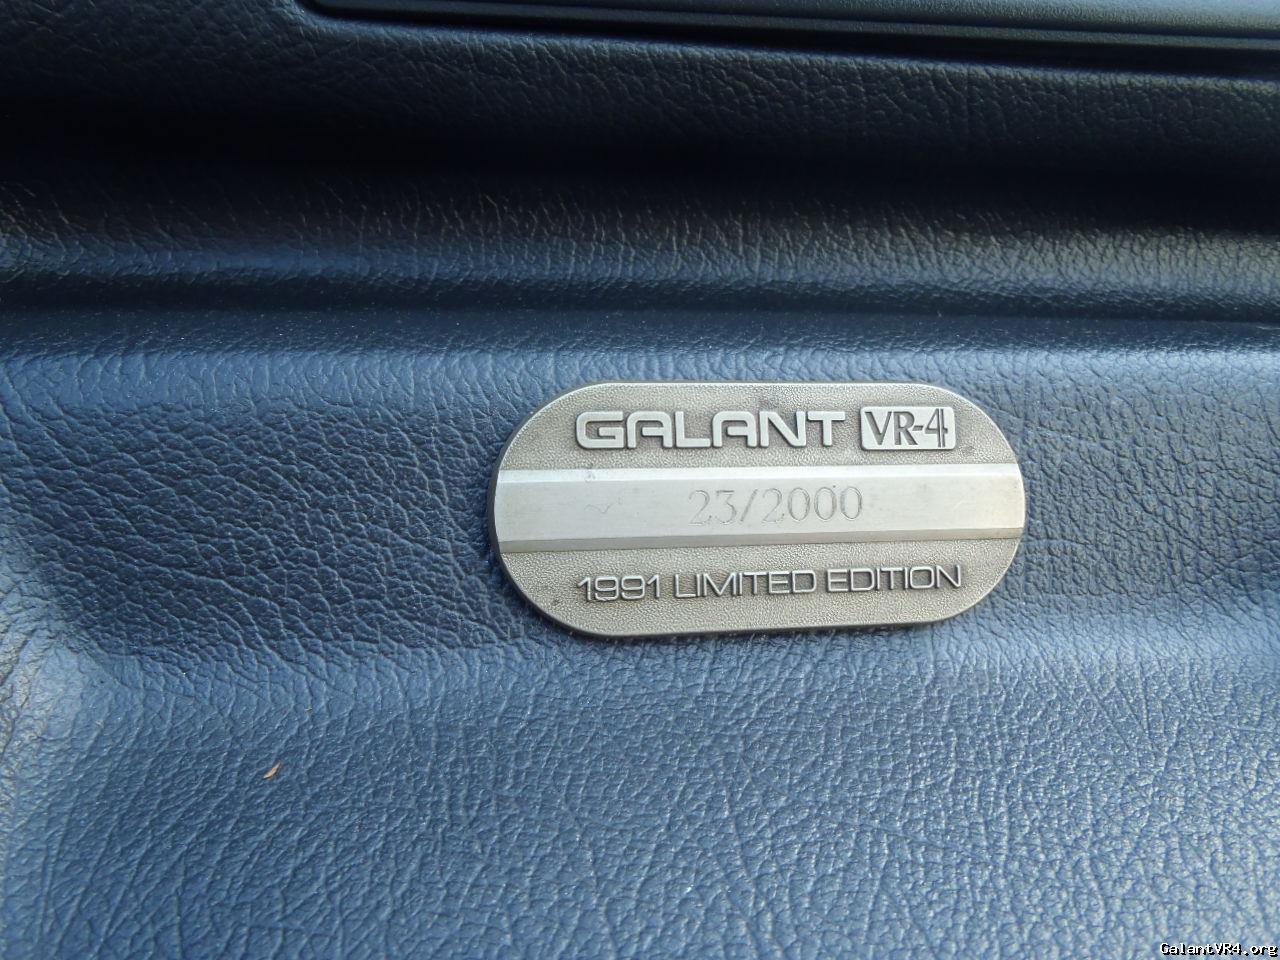 GALANT VR-4
23/2000
1991 LIMITED EDITION
GalantVR4.org